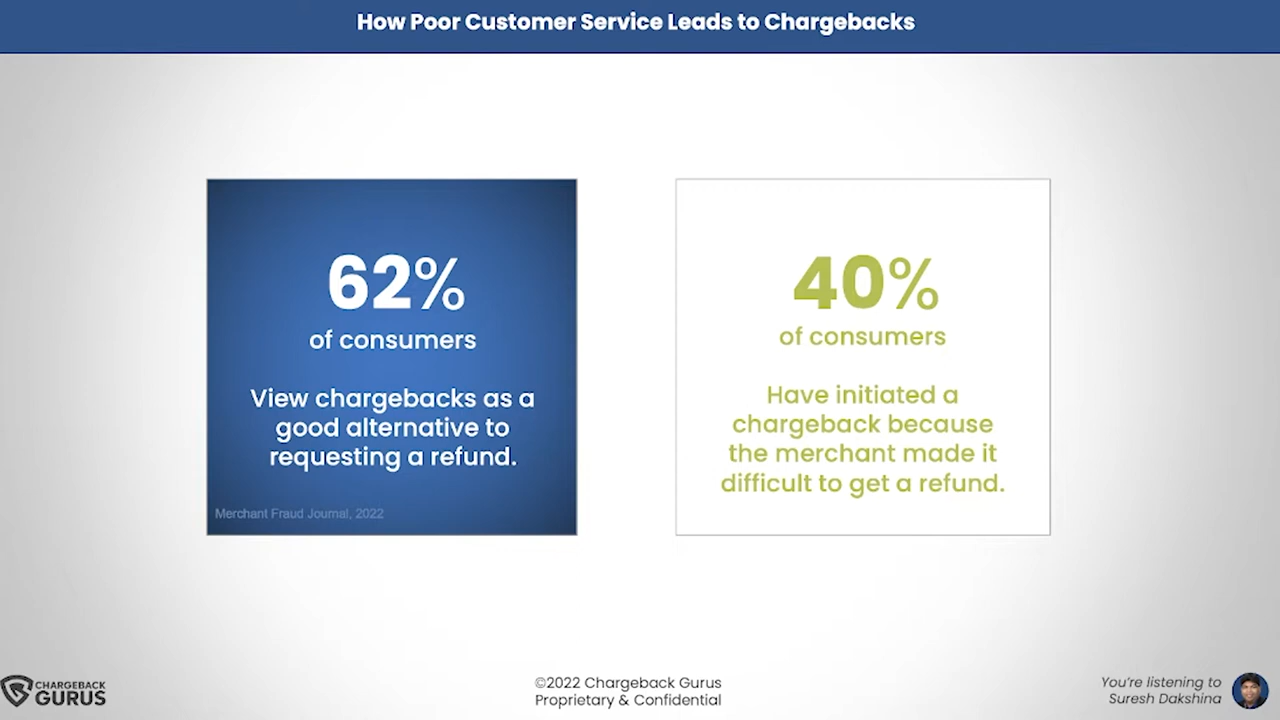 How Poor Customer Service Leads to Chargebacks
62%
of consumers
View chargebacks as a
good alternative to
requesting a refund.
Merchant Fraud Journal, 2022
40%
of consumers
Have initiated a
chargeback because
the merchant made it
difficult to get a refund.
CHARGEBACK
GURUS
©2022 Chargeback Gurus
Proprietary & Confidential
You're listening to
Suresh Dakshina